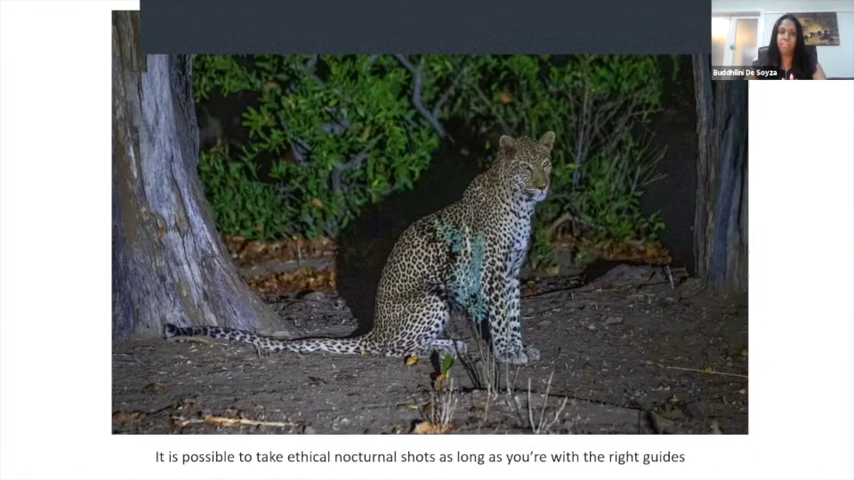 Buddhilini De Soyza
It is possible to take ethical nocturnal shots as long as you're with the right guides